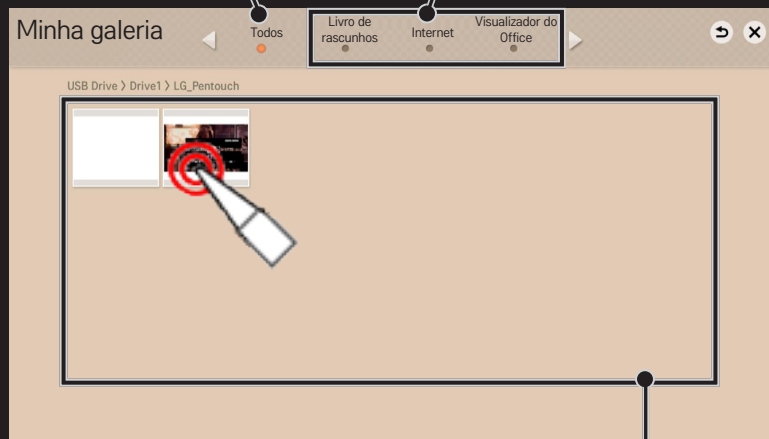 Minha galeria
Todos
Livro de
rascunhos
Internet
Visualizador do
Office
USB Drive > Drive1 > LG_Pentouch